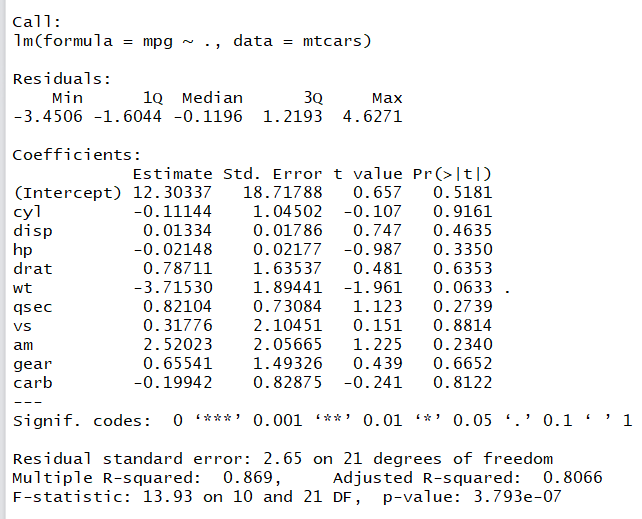 Call:
lm(formula = mpg ~ ., data = mtcars)
Residuals:
    Min      1Q  Median      3Q     Max
-3.4506 -1.6044 -0.1196  1.2193  4.6271
Coefficients:
            Estimate Std. Error t value Pr(>|t|)
(Intercept) 12.30337   18.71788   0.657   0.5181
cyl         -0.11144    1.04502  -0.107   0.9161
disp         0.01334    0.01786   0.747   0.4635
hp          -0.02148    0.02177  -0.987   0.3350
drat         0.78711    1.63537   0.481   0.6353
wt          -3.71530    1.89441  -1.961   0.0633 .
qsec         0.82104    0.73084   1.123   0.2739
vs           0.31776    2.10451   0.151   0.8814
am           2.52023    2.05665   1.225   0.2340
gear         0.65541    1.49326   0.439   0.6652
carb        -0.19942    0.82875  -0.241   0.8122
---
Signif. codes:  0 ‘***’ 0.001 ‘**’ 0.01 ‘*’ 0.05 ‘.’ 0.1 ‘ ’ 1
Residual standard error: 2.65 on 21 degrees of freedom
Multiple R-squared:  0.869,	Adjusted R-squared:  0.8066
F-statistic: 13.93 on 10 and 21 DF,  p-value: 3.793e-07